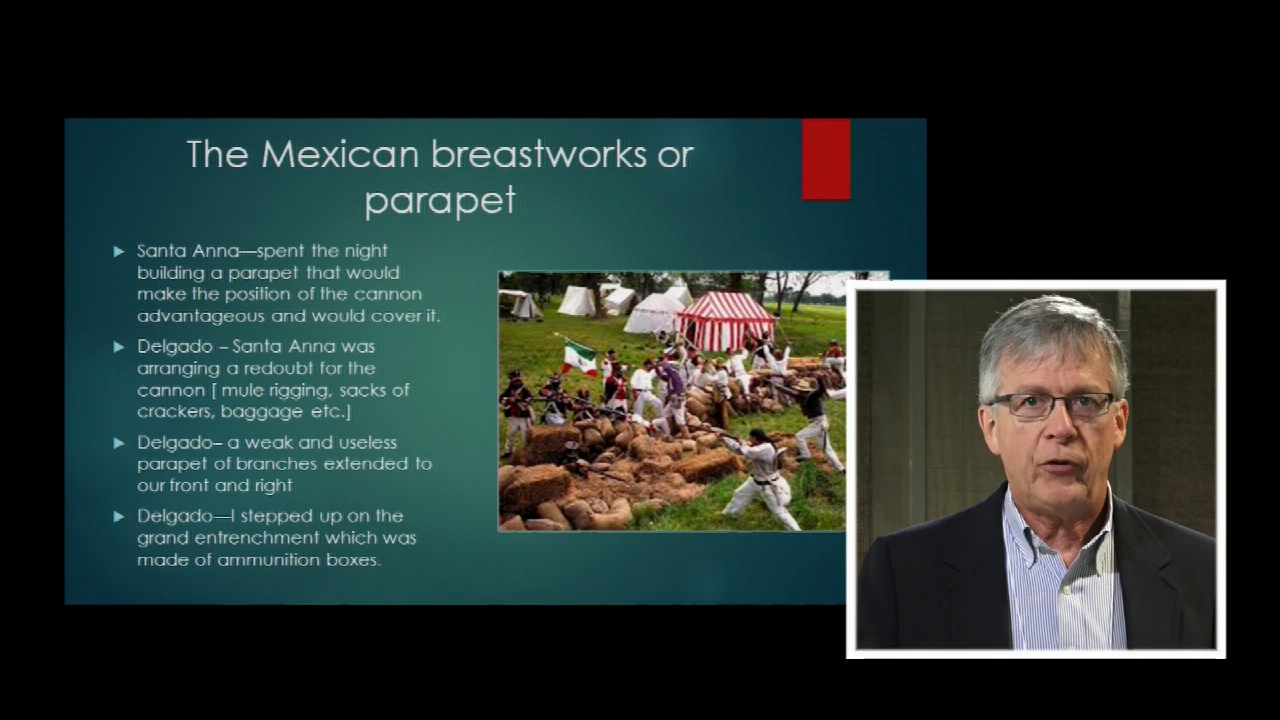 The Mexican breastworks or
parapet
Santa Anna—spent the night
building a parapet that would
make the position of the cannon
advantageous and would cover it.
Delgado – Santa Anna was
arranging a redoubt for the
cannon [ mule rigging, sacks of
crackers, baggage etc.]
Delgado– a weak and useless
parapet of branches extended to
our front and right
Delgado—I stepped up on the
grand entrenchment which was
made of ammunition boxes.